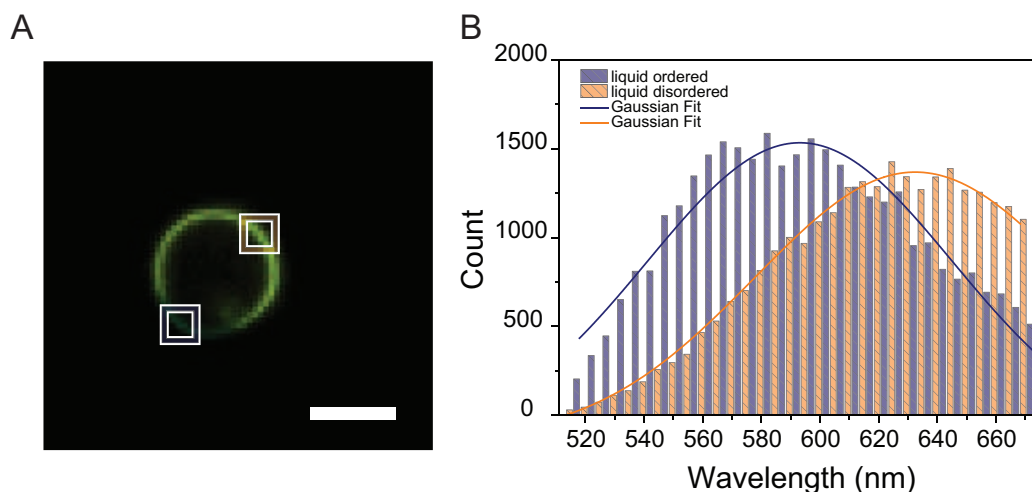 A
B
2000
1500
1000
500
0
Count
liquid ordered
liquid disordered
Gaussian Fit
Gaussian Fit
520 540 560 580 600 620 640 660
Wavelength (nm)